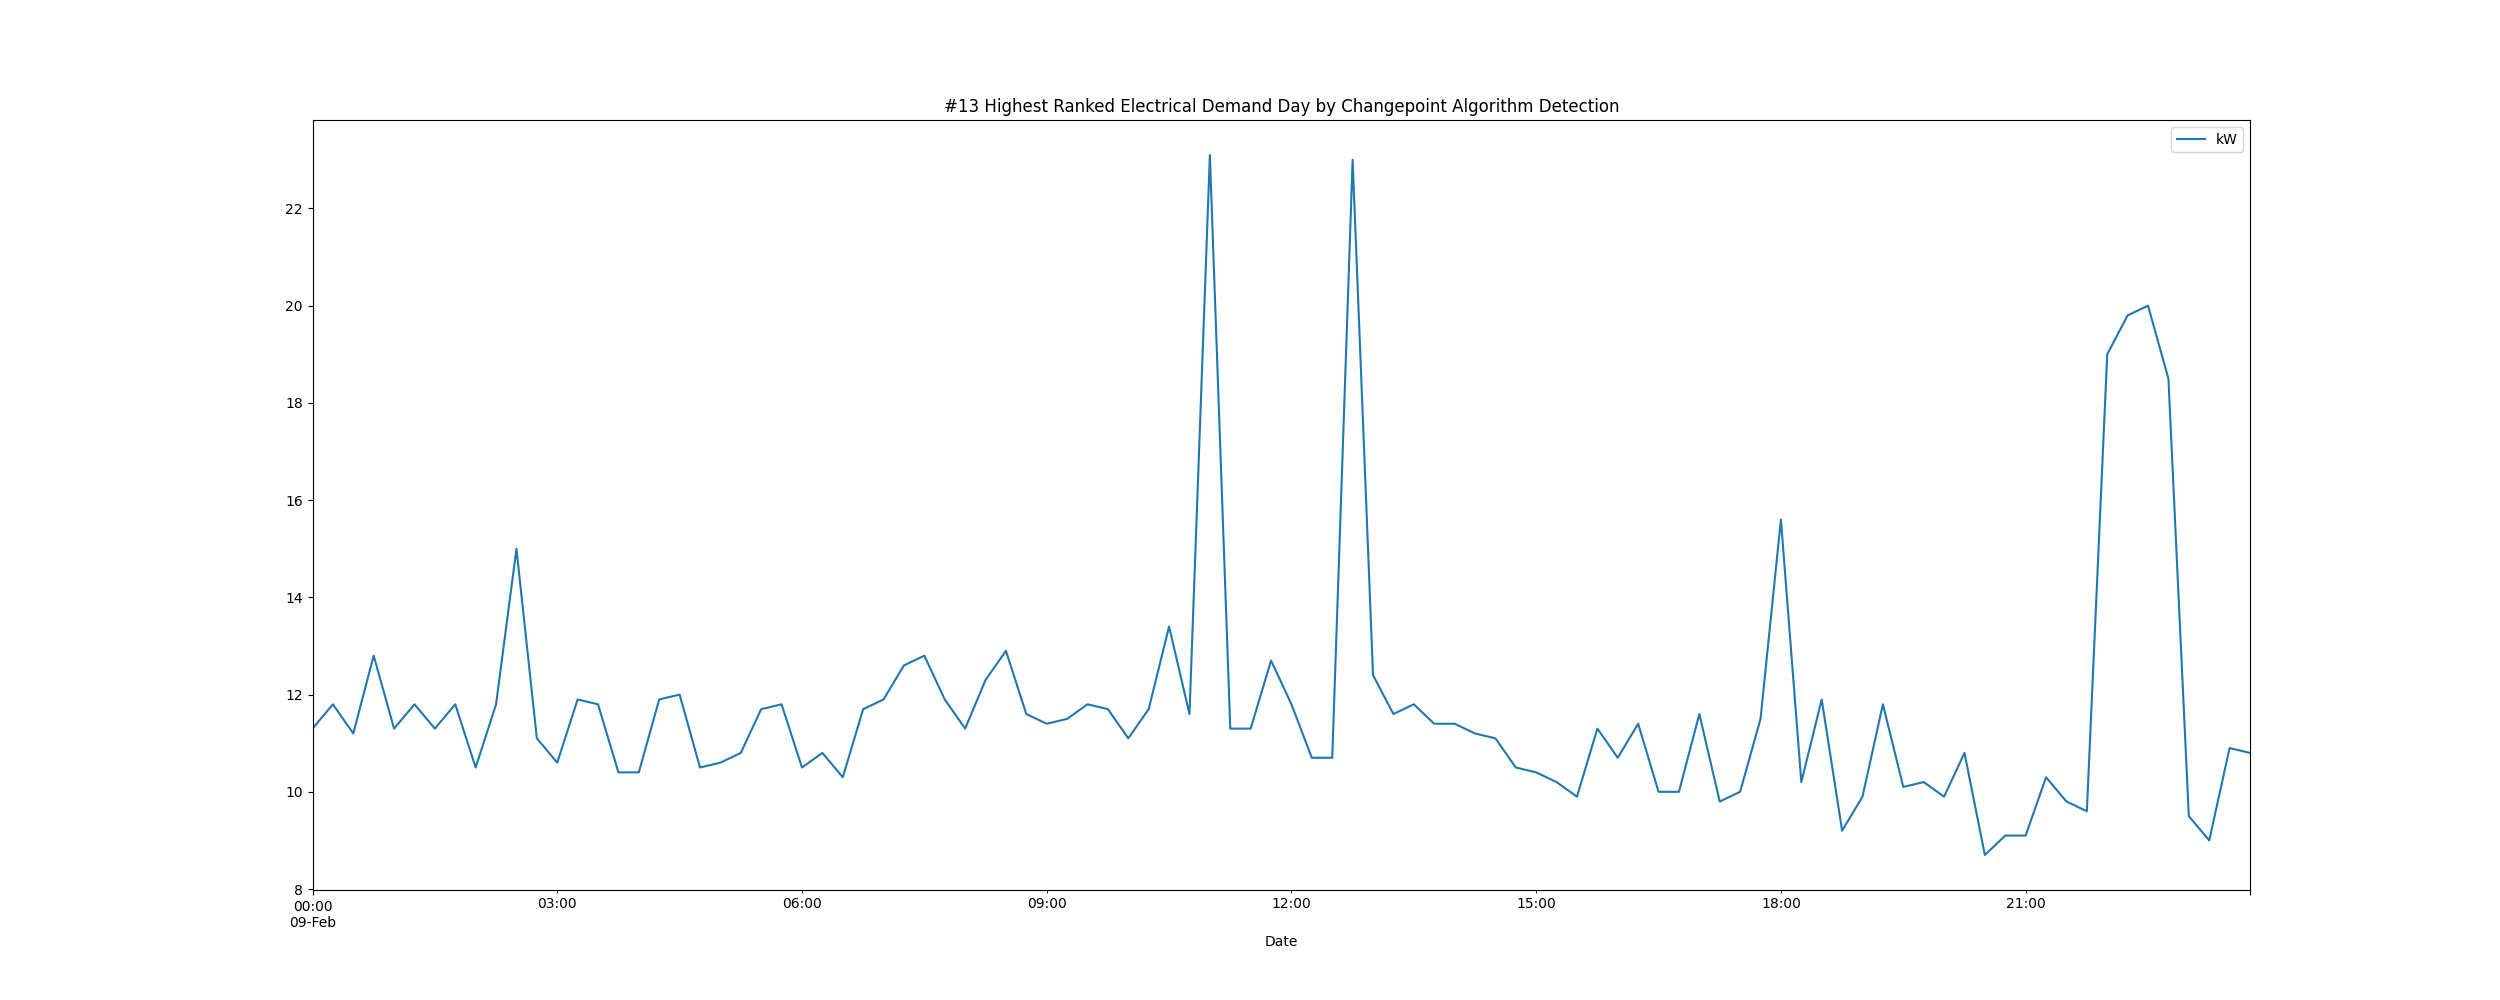 #13 Highest Ranked Electrical Demand Day by Changepoint Algorithm Detection
kW
22
20
18
16
14
12
10
8
00:00 03:00 06:00 09:00 12:00 15:00 18:00 21:00
09-Feb
Date